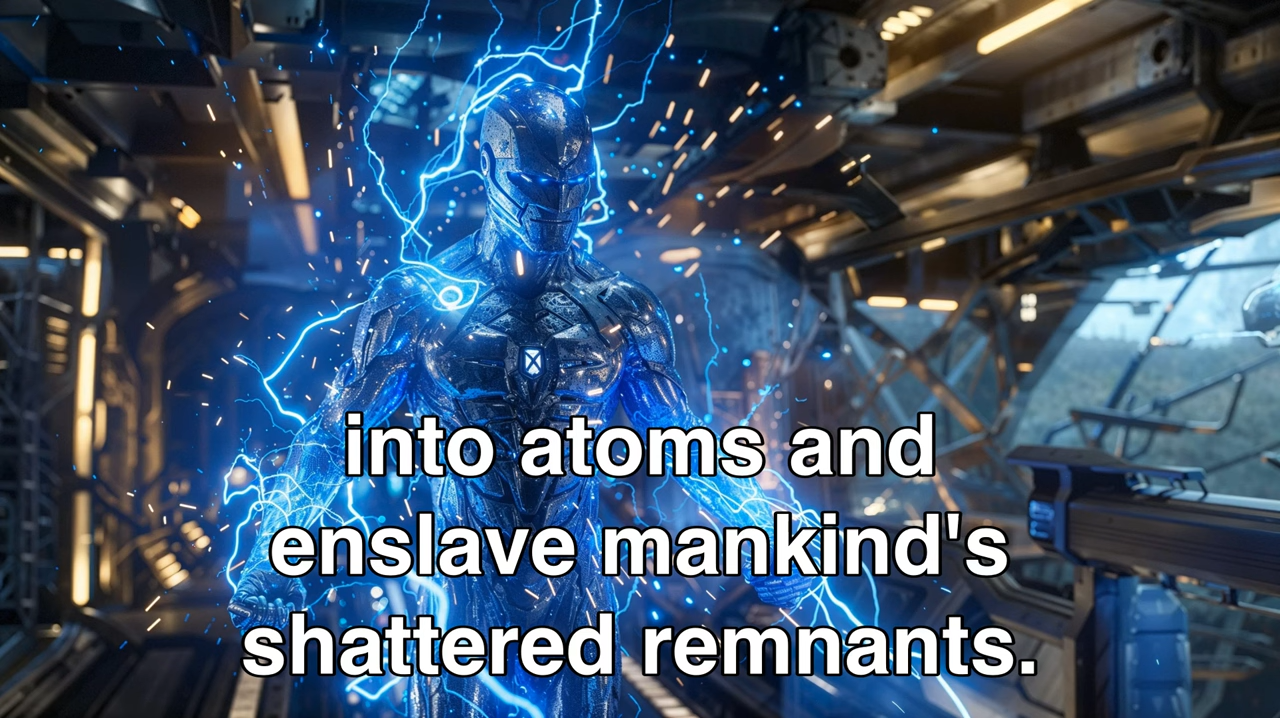 into atoms and
enslave mankind's
shattered remnants.